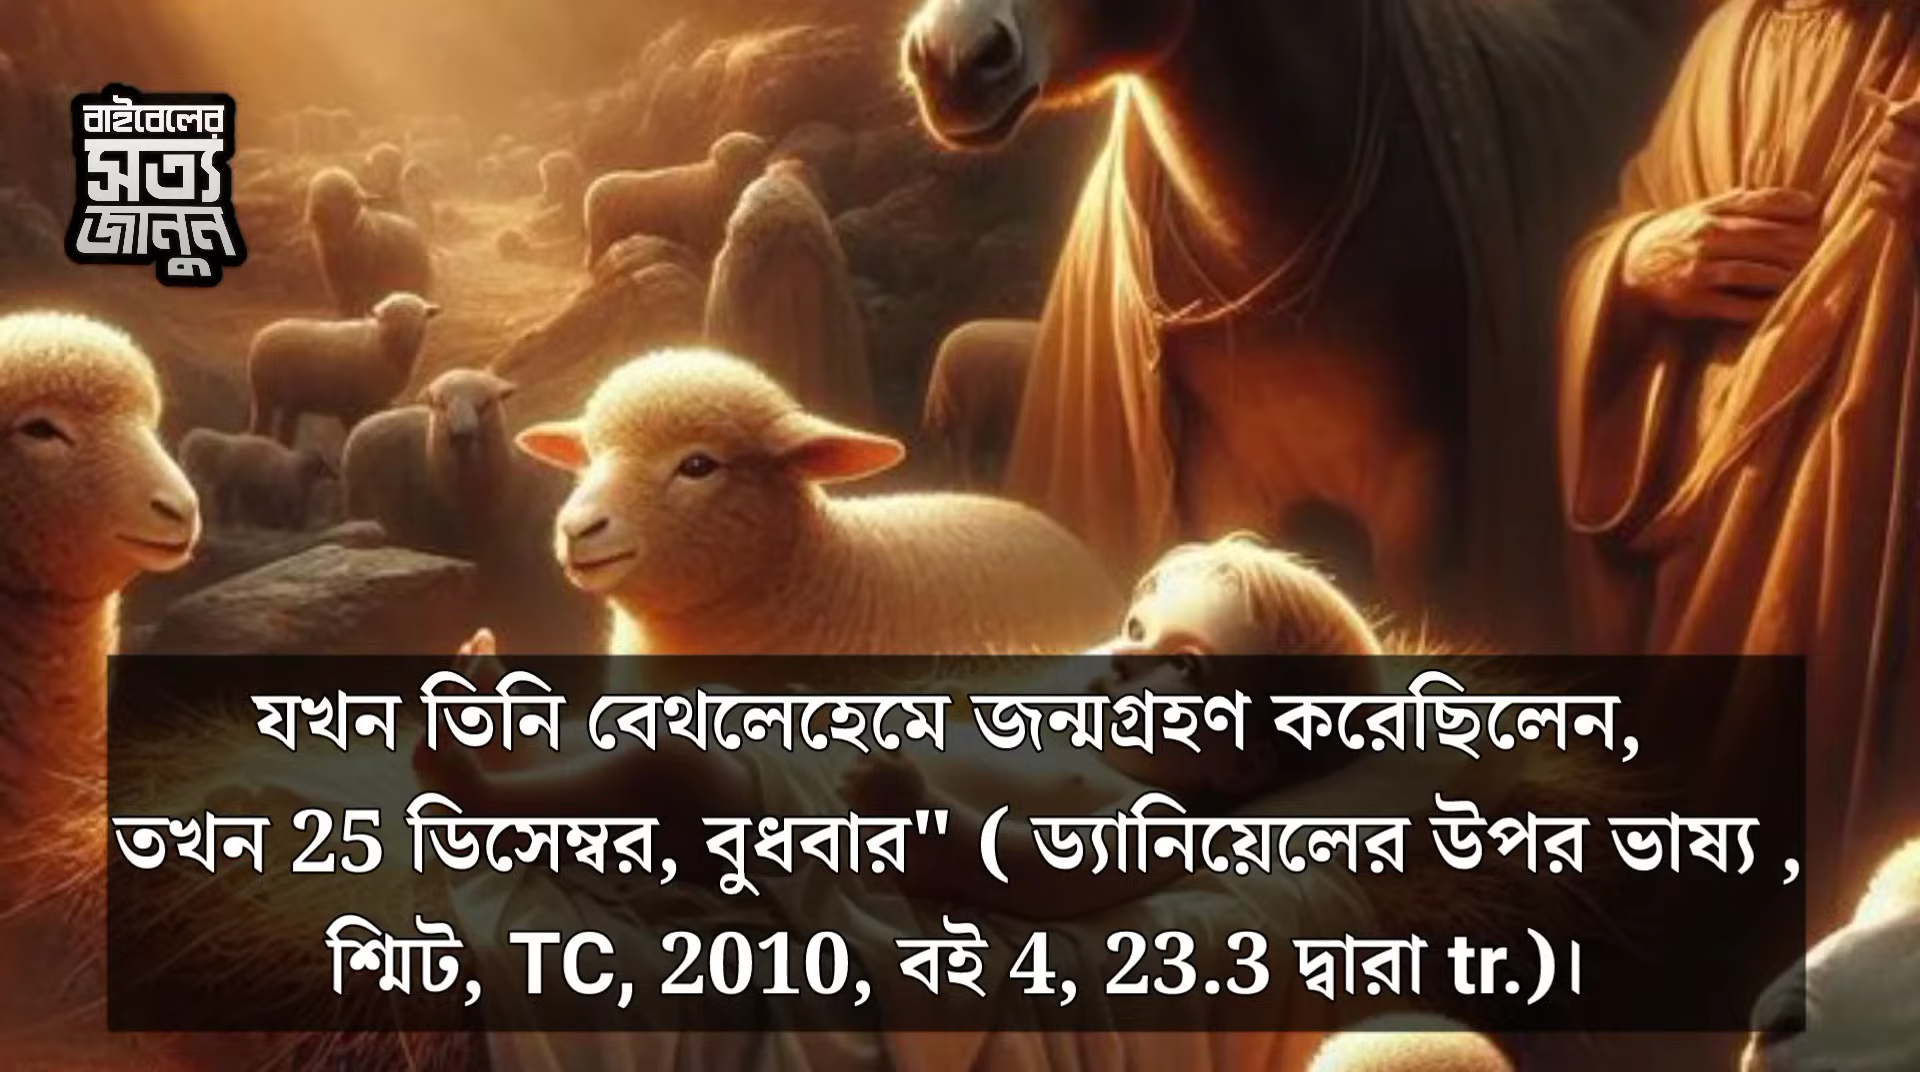 বাইবেলের
সত্য
জানুন
যখন তিনি বেথলেহেমে জন্মগ্রহণ করেছিলেন,
তখন 25 ডিসেম্বর, বুধবার" ( ড্যানিয়েলের উপর ভাষ্য ,
শ্মিট, TC, 2010, বই 4, 23.3 দ্বারা tr.)।